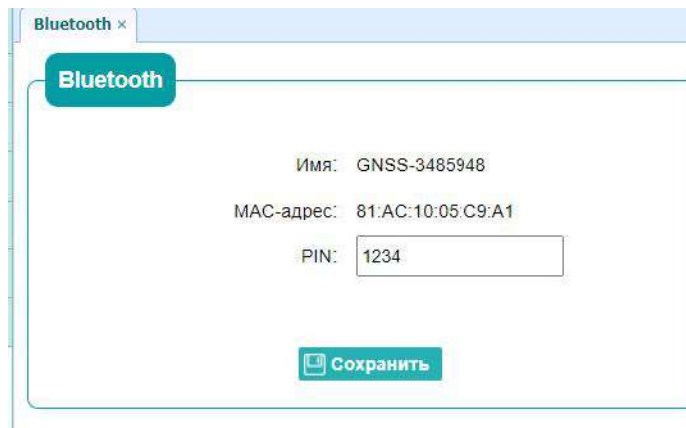 Bluetooth ×
Bluetooth
Имя: GNSS-3485948
MAC-адрес: 81:AC:10:05:C9:A1
PIN: 1234
Сохранить